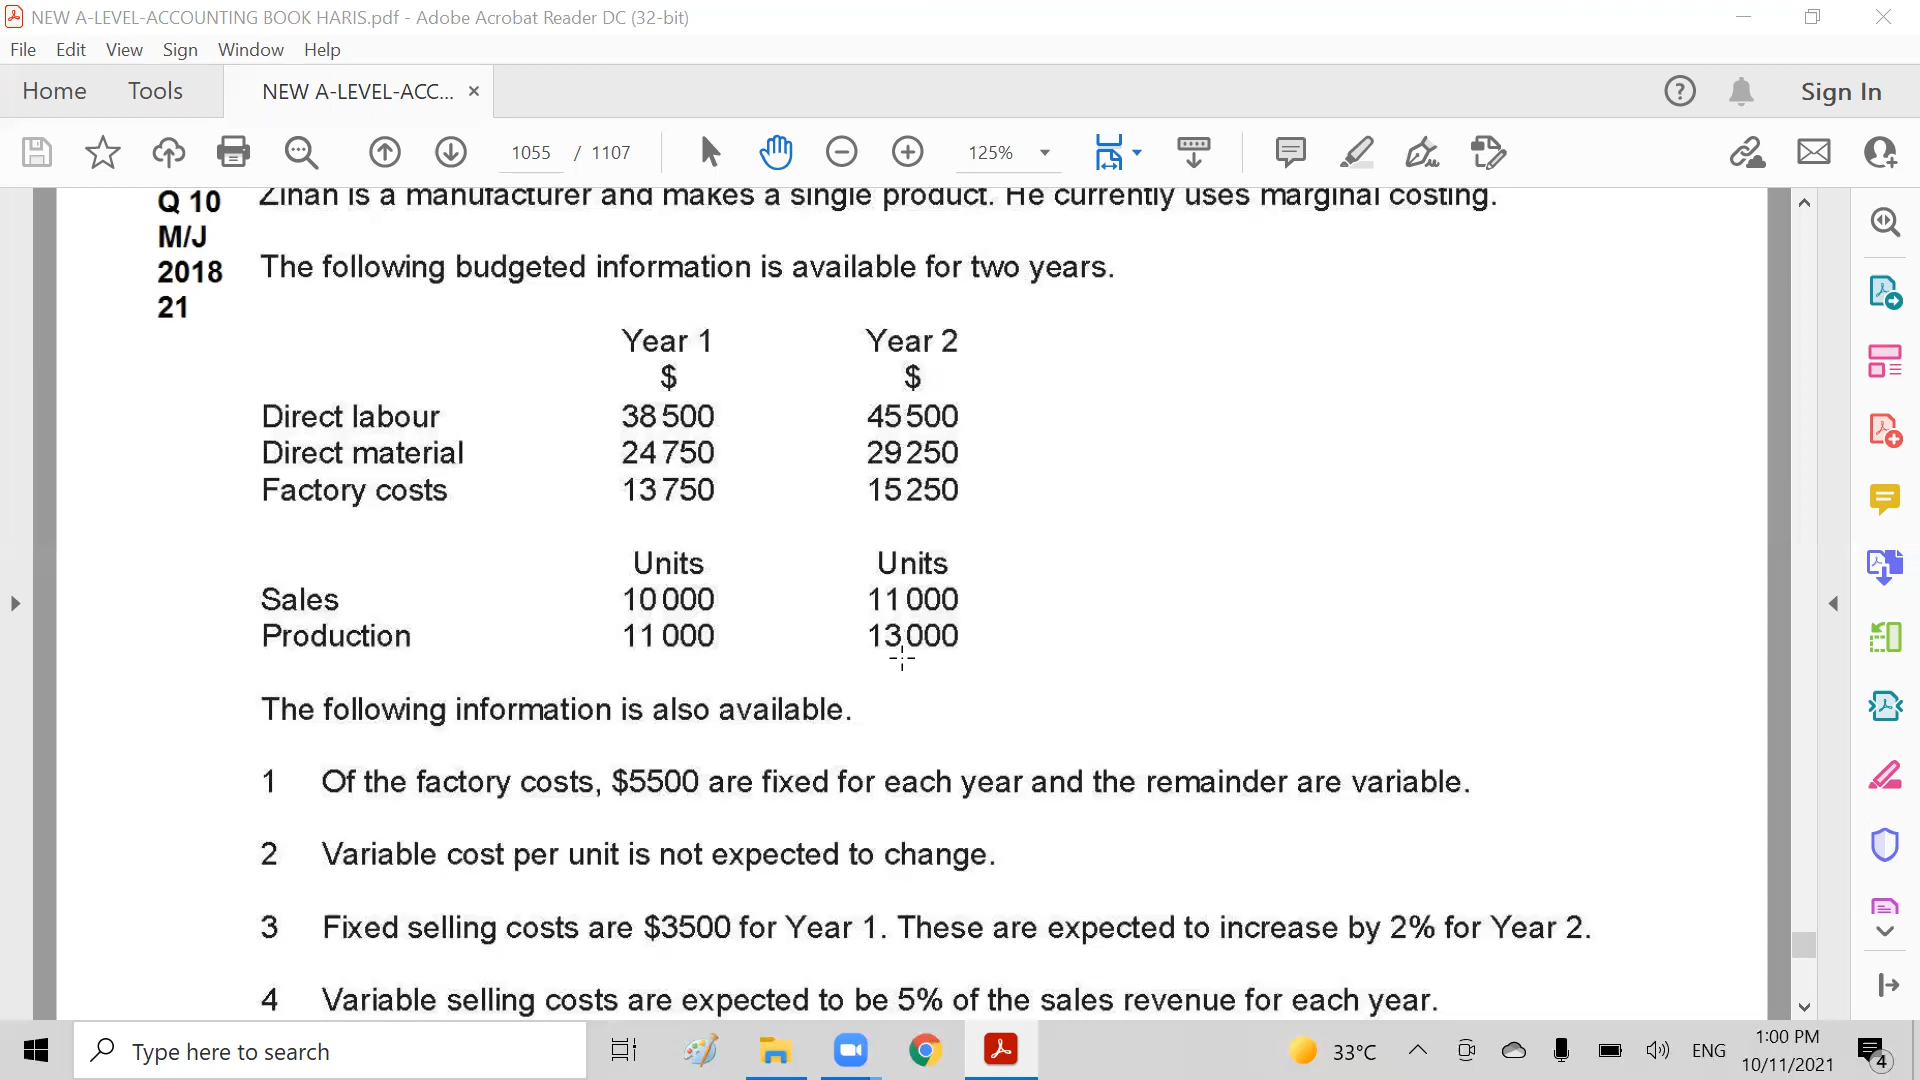 NEW A-LEVEL-ACCOUNTING BOOK HARIS.pdf - Adobe Acrobat Reader DC (32-bit)
File Edit View Sign Window Help
Home Tools NEW A-LEVEL-ACC... × ? Sign In
1055 / 1107 125%
Q 10 Zihan is a manufacturer and makes a single product. He currently uses marginal costing.
M/J
2018 The following budgeted information is available for two years.
21
Year 1 Year 2
$ $
Direct labour 38 500 45 500
Direct material 24 750 29 250
Factory costs 13 750 15 250
Units Units
Sales 10 000 11 000
Production 11 000 13 000
The following information is also available.
1 Of the factory costs, $5500 are fixed for each year and the remainder are variable.
2 Variable cost per unit is not expected to change.
3 Fixed selling costs are $3500 for Year 1. These are expected to increase by 2% for Year 2.
4 Variable selling costs are expected to be 5% of the sales revenue for each year.
Type here to search 33°C ENG 1:00 PM 4
10/11/2021